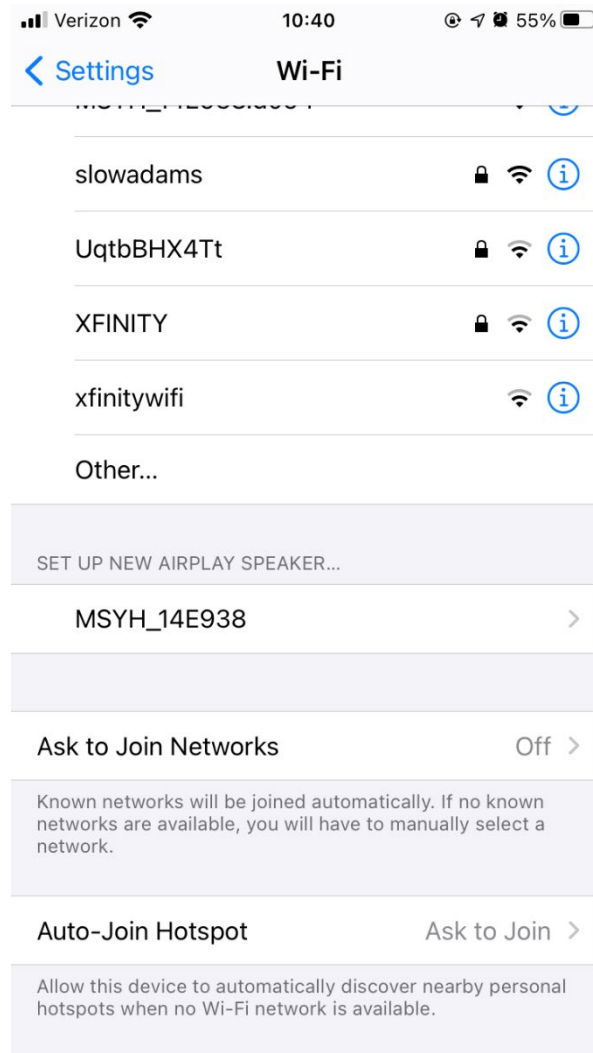 Verizon 10:40 55%
Settings Wi-Fi
slowadams
UqtbBHX4Tt
XFINITY
xfinitywifi
Other...
SET UP NEW AIRPLAY SPEAKER...
MSYH_14E938
Ask to Join Networks Off
Known networks will be joined automatically. If no known
networks are available, you will have to manually select a
network.
Auto-Join Hotspot Ask to Join
Allow this device to automatically discover nearby personal
hotspots when no Wi-Fi network is available.